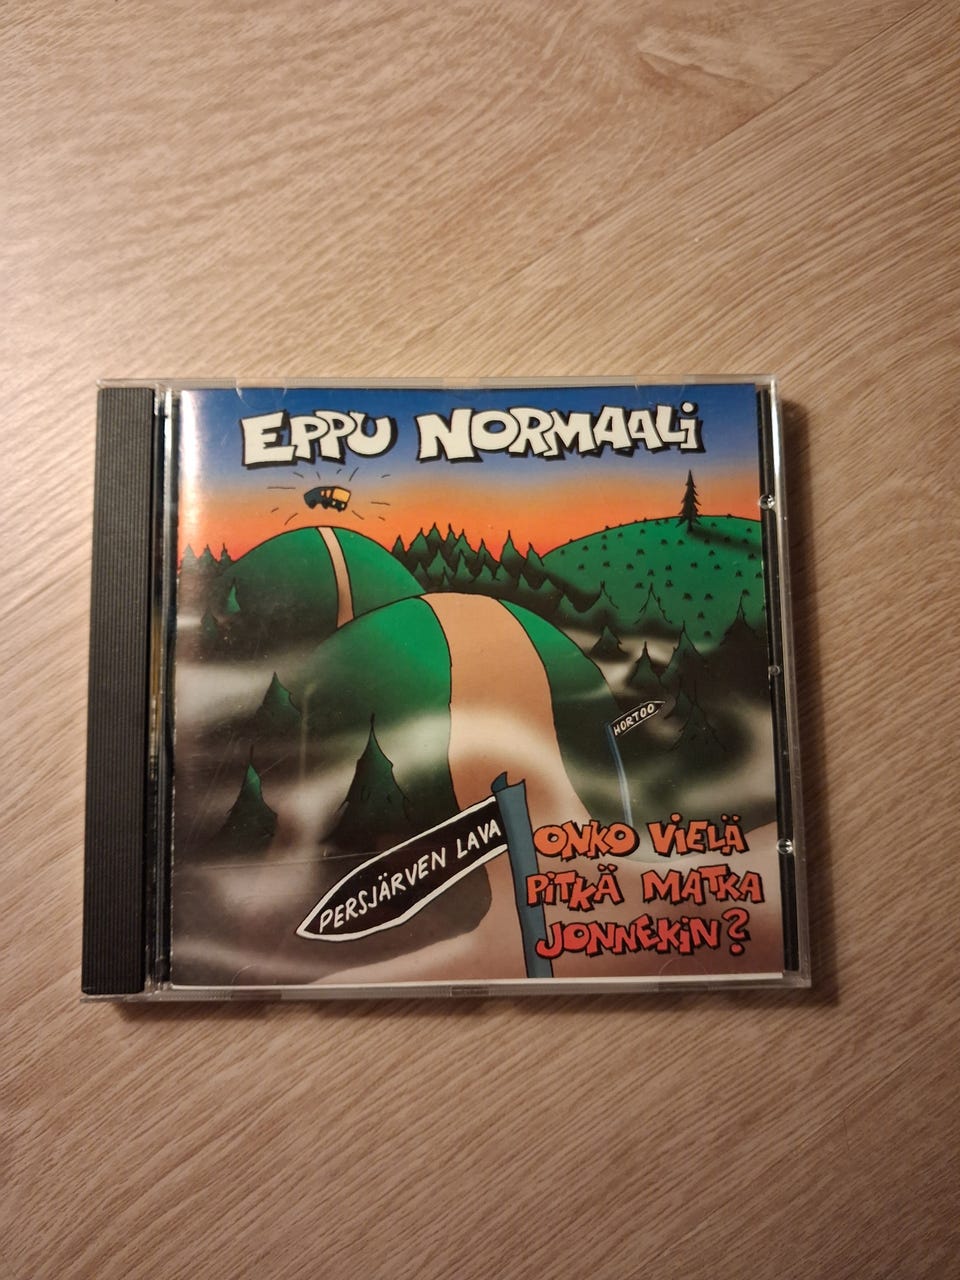 EPPU NORMAALi
HORTOO
PERSJÄRVEN LAVA
ONKO ViELÄ
PiTKÄ MATKA
JONNEKiN?